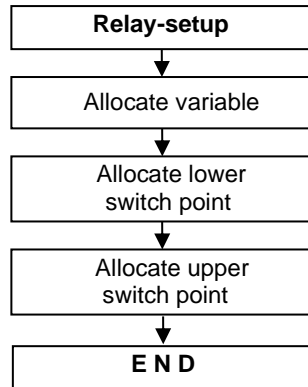 Relay-setup
Allocate variable
Allocate lower
switch point
Allocate upper
switch point
E N D